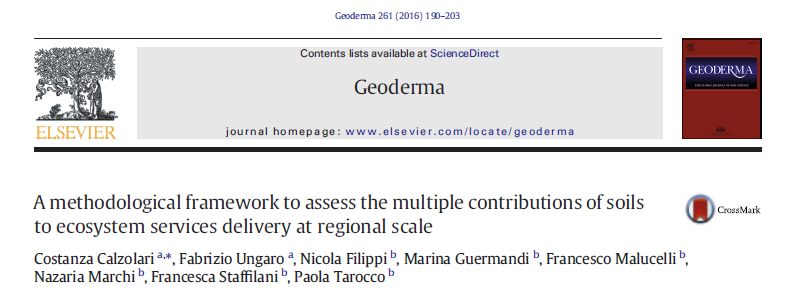 Geoderma 261 (2016) 190–203
Contents lists available at ScienceDirect
Geoderma
journal homepage: www.elsevier.com/locate/geoderma
ELSEVIER
GEODERMA
A methodological framework to assess the multiple contributions of soils
to ecosystem services delivery at regional scale
CrossMark
Costanza Calzolari a,*, Fabrizio Ungaro a, Nicola Filippi b, Marina Guermandi b, Francesco Malucelli b,
Nazaria Marchi b, Francesca Staffilani b, Paola Tarocco b